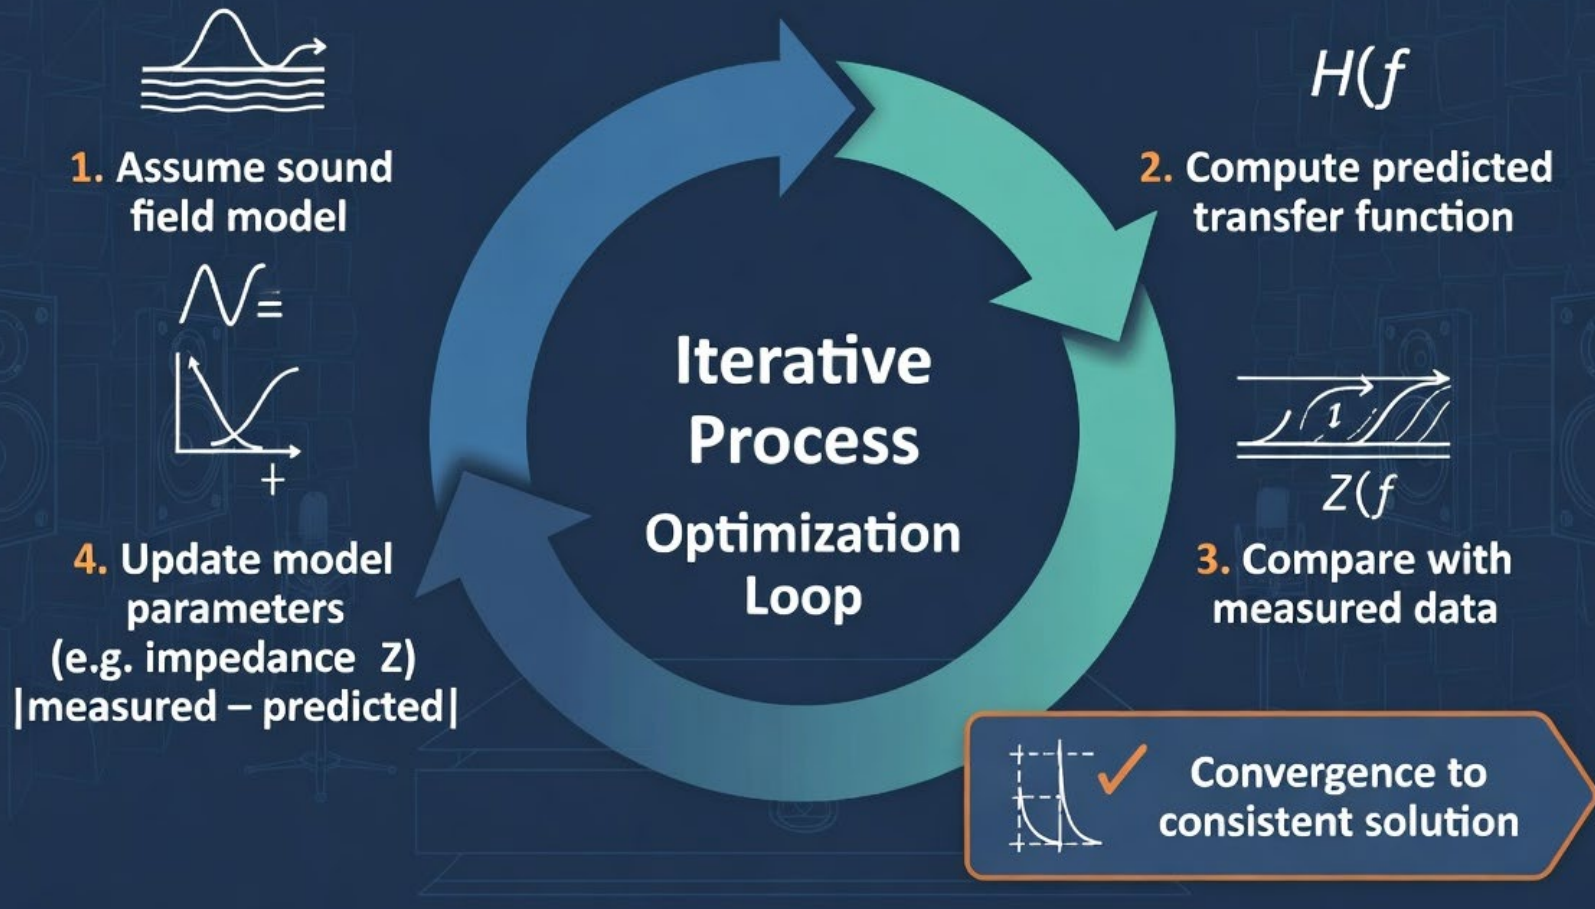 1. Assume sound
field model
H(f
2. Compute predicted
transfer function
Iterative
Process
Optimization
Loop
Z(f
3. Compare with
measured data
4. Update model
parameters
(e.g. impedance Z)
|measured – predicted|
Convergence to
consistent solution